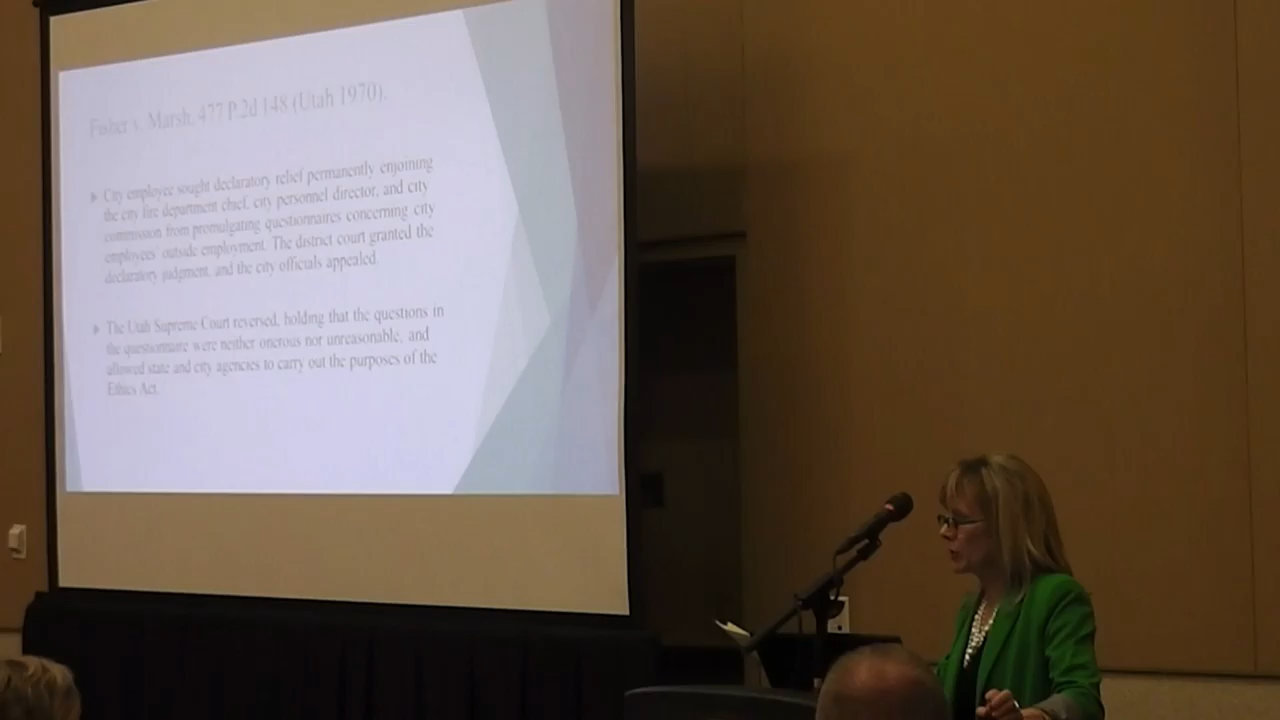 Fisher v. Marsh, 477 P.2d 148 (Utah 1970).
City employee sought declaratory relief permanently enjoining
the city fire department chief, city personnel director, and city
commission from promulgating questionnaires concerning city
employees' outside employment. The district court granted the
declaratory judgment, and the city officials appealed.
The Utah Supreme Court reversed, holding that the questions in
the questionnaire were neither onerous nor unreasonable, and
allowed state and city agencies to carry out the purposes of the
Ethics Act.